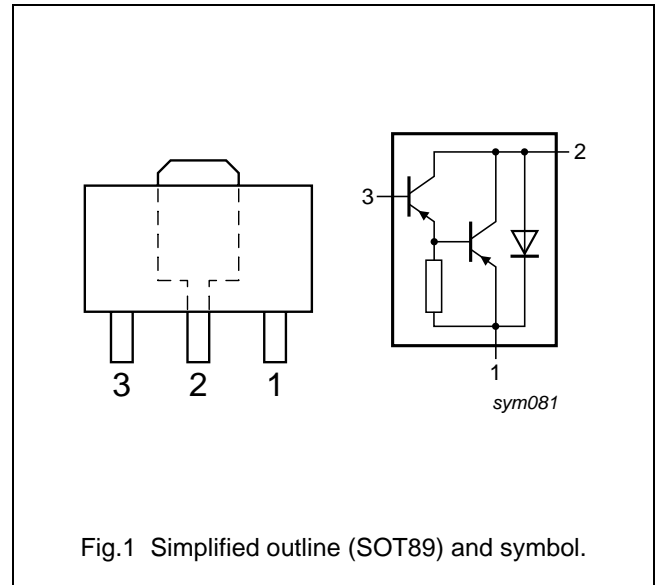 2
3
1
3 2 1
sym081
Fig.1 Simplified outline (SOT89) and symbol.